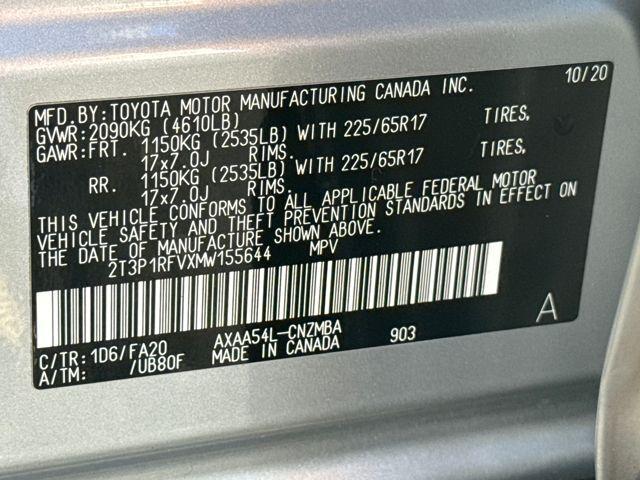 MFD.BY:TOYOTA MOTOR MANUFACTURING CANADA INC. 10/20
GVWR:2090KG (4610LB)
GAWR:FRT. 1150KG (2535LB) WITH 225/65R17 TIRES,
17x7.0J RIMS.
RR. 1150KG (2535LB) WITH 225/65R17 TIRES,
17x7.0J RIMS.
THIS VEHICLE CONFORMS TO ALL APPLICABLE FEDERAL MOTOR
VEHICLE SAFETY AND THEFT PREVENTION STANDARDS IN EFFECT ON
THE DATE OF MANUFACTURE SHOWN ABOVE.
2T3P1RFVXMW155644 MPV
A
C/TR:1D6/FA20 AXAA54L-CNZMBA 903
A/TM: /UB80F MADE IN CANADA